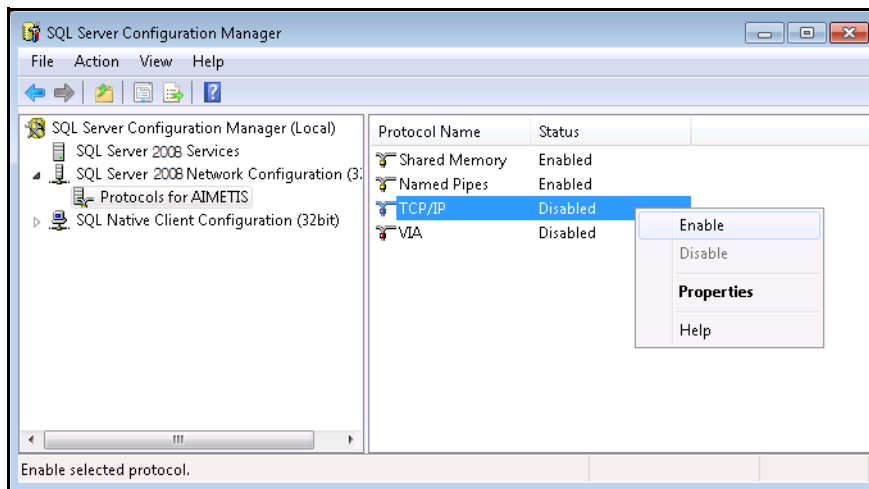 SQL Server Configuration Manager
File Action View Help
SQL Server Configuration Manager (Local)
SQL Server 2008 Services
SQL Server 2008 Network Configuration (3
Protocols for AIMETIS
SQL Native Client Configuration (32bit)
Protocol Name Status
Shared Memory Enabled
Named Pipes Enabled
TCP/IP Disabled
VIA Disabled
Enable
Disable
Properties
Help
Enable selected protocol.